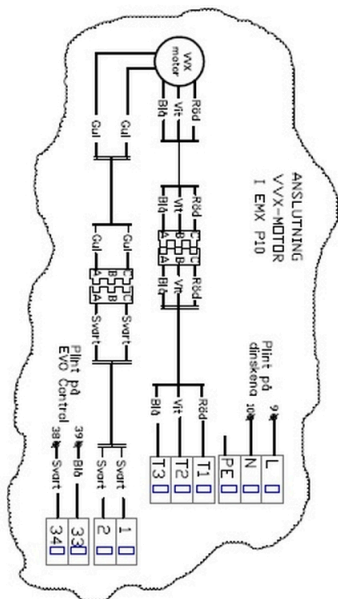 ANSLUTNING
VVX-MOTOR
I EMX P10
Plint på
dinskena
9 L
10 N
PE
VVX
motor
Röd Röd C C Röd Röd T1
Vit Vit B B Vit Vit T2
Blå Blå A A Blå Blå T3
Gul Gul C C Svart Svart 1
B B
Gul Gul A A Svart Svart 2
Plint på
EVO Control
39 Blå 33
38 Svart 34